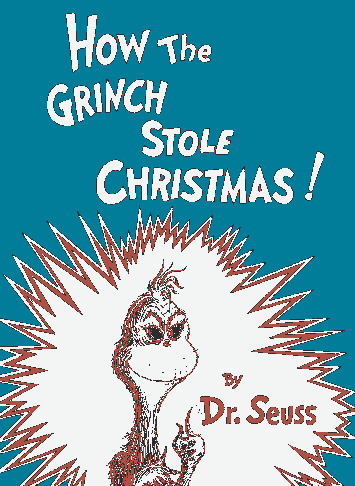 How The
GRINCH
STOLE
CHRISTMAS!
By
Dr. Seuss